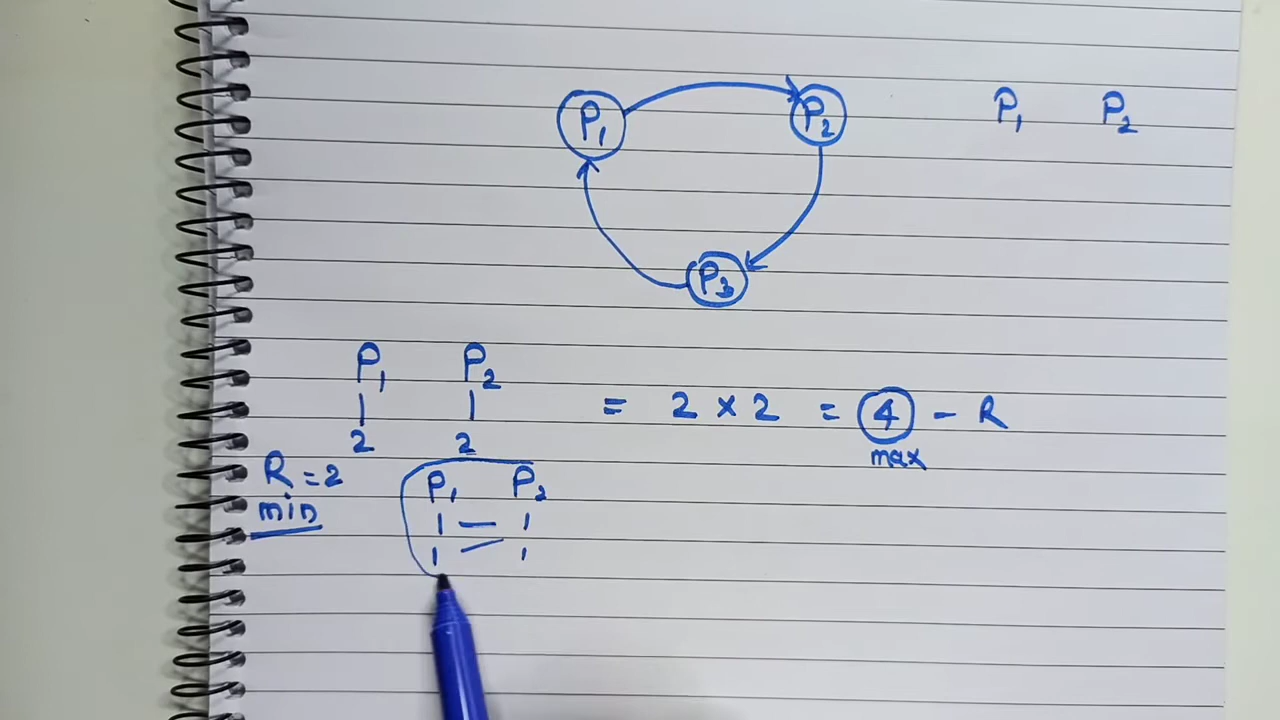 P₁ P₂ P₁ P₂
P₃
P₁ P₂
| |
2 2
= 2 × 2 = 4 - R
max
R = 2
min
P₁ P₂
1 — 1
1 — 1